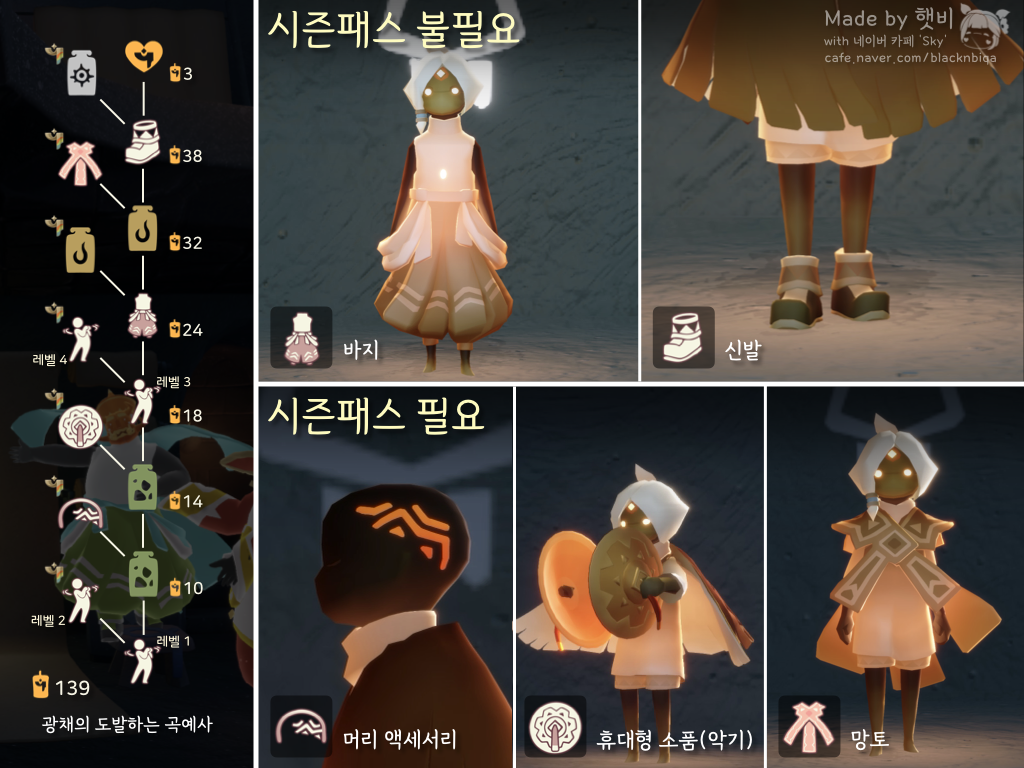 시즌패스 불필요
Made by 햇비
with 네이버 카페 'Sky'
cafe.naver.com/blacknbiqa
3
38
32
24
레벨 4
레벨 3
18
14
10
레벨 2
레벨 1
139
광채의 도발하는 곡예사
바지
신발
시즌패스 필요
머리 액세서리
휴대형 소품(악기)
망토